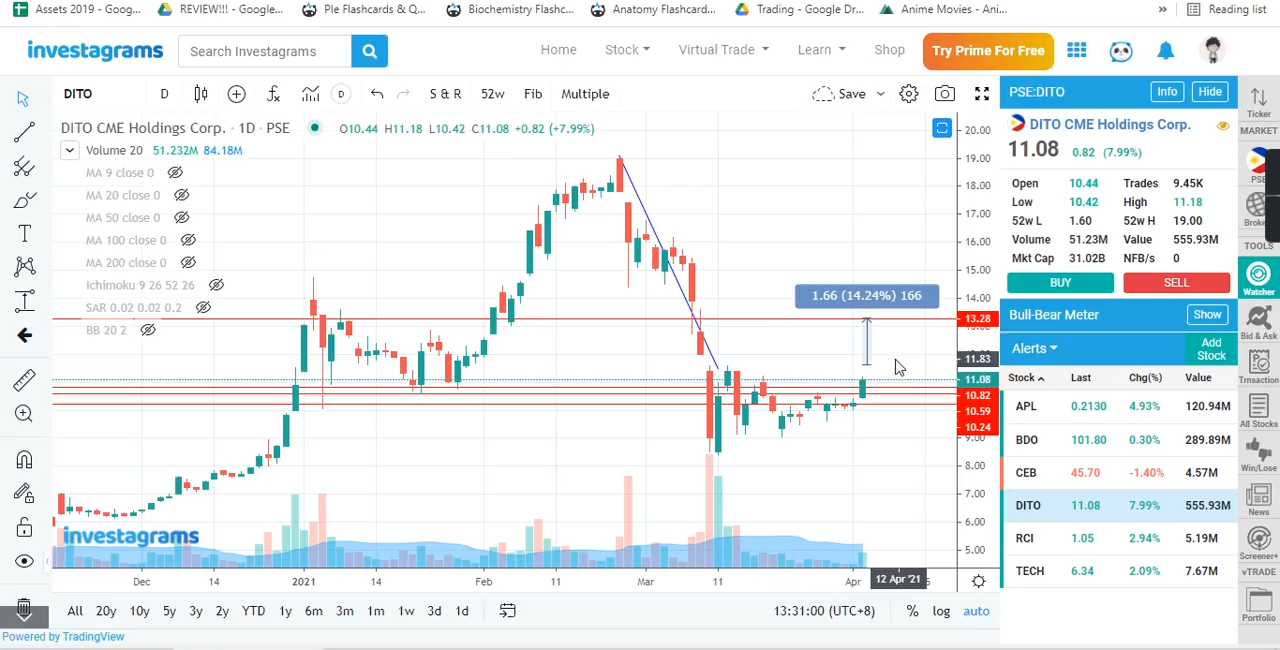 Assets 2019 - Goog... REVIEW!!! - Google... Ple Flashcards & Q... Biochemistry Flashc... Anatomy Flashcard... Trading - Google Dr... Anime Movies - Ani... » Reading list
investagrams Search Investagrams Home Stock Virtual Trade Learn Shop Try Prime For Free
DITO D D S & R 52w Fib Multiple Save
DITO CME Holdings Corp. · 1D · PSE O10.44 H11.18 L10.42 C11.08 +0.82 (+7.99%)
Volume 20 51.232M 84.18M
MA 9 close 0
MA 20 close 0
MA 50 close 0
MA 100 close 0
MA 200 close 0
Ichimoku 9 26 52 26
SAR 0.02 0.02 0.2
BB 20 2
1.66 (14.24%) 166
20.00
19.00
18.00
17.00
16.00
15.00
14.00
13.28
11.83
11.08
10.82
10.59
10.24
9.00
8.00
7.00
6.00
5.00
investagrams
Dec 14 2021 14 Feb 11 Mar 11 Apr 12 Apr '21
All 20y 10y 5y 3y 2y YTD 1y 6m 3m 1m 1w 3d 1d 13:31:00 (UTC+8) % log auto
Powered by TradingView
PSE:DITO Info Hide
DITO CME Holdings Corp.
11.08 0.82 (7.99%)
Open 10.44 Trades 9.45K
Low 10.42 High 11.18
52w L 1.60 52w H 19.00
Volume 51.23M Value 555.93M
Mkt Cap 31.02B NFB/s 0
BUY SELL
Bull-Bear Meter Show
Alerts Add Stock
Stock Last Chg(%) Value
APL 0.2130 4.93% 120.94M
BDO 101.80 0.30% 289.89M
CEB 45.70 -1.40% 4.57M
DITO 11.08 7.99% 555.93M
RCI 1.05 2.94% 5.19M
TECH 6.34 2.09% 7.67M
Ticker
MARKET
PSE
Broke
TOOLS
Watcher
Bid & Ask
Trnsaction
All Stocks
Win/Lose
News
Screener+
vTRADE
Portfolio